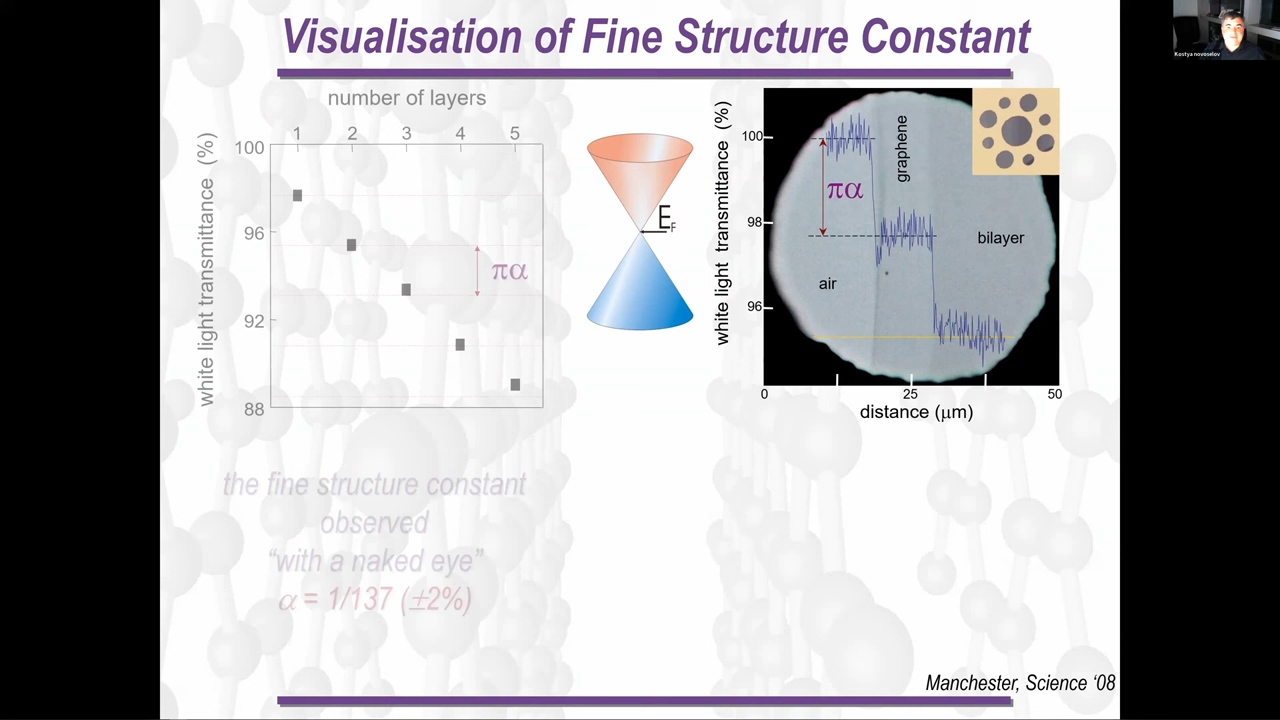 Visualisation of Fine Structure Constant
Kostya novoselov
number of layers
1 2 3 4 5
white light transmittance (%)
100
96
92
88
πα
E_F
white light transmittance (%)
100
98
96
πα
graphene
air
bilayer
0 25 50
distance (μm)
the fine structure constant
observed
“with a naked eye”
α = 1/137 (±2%)
Manchester, Science ‘08